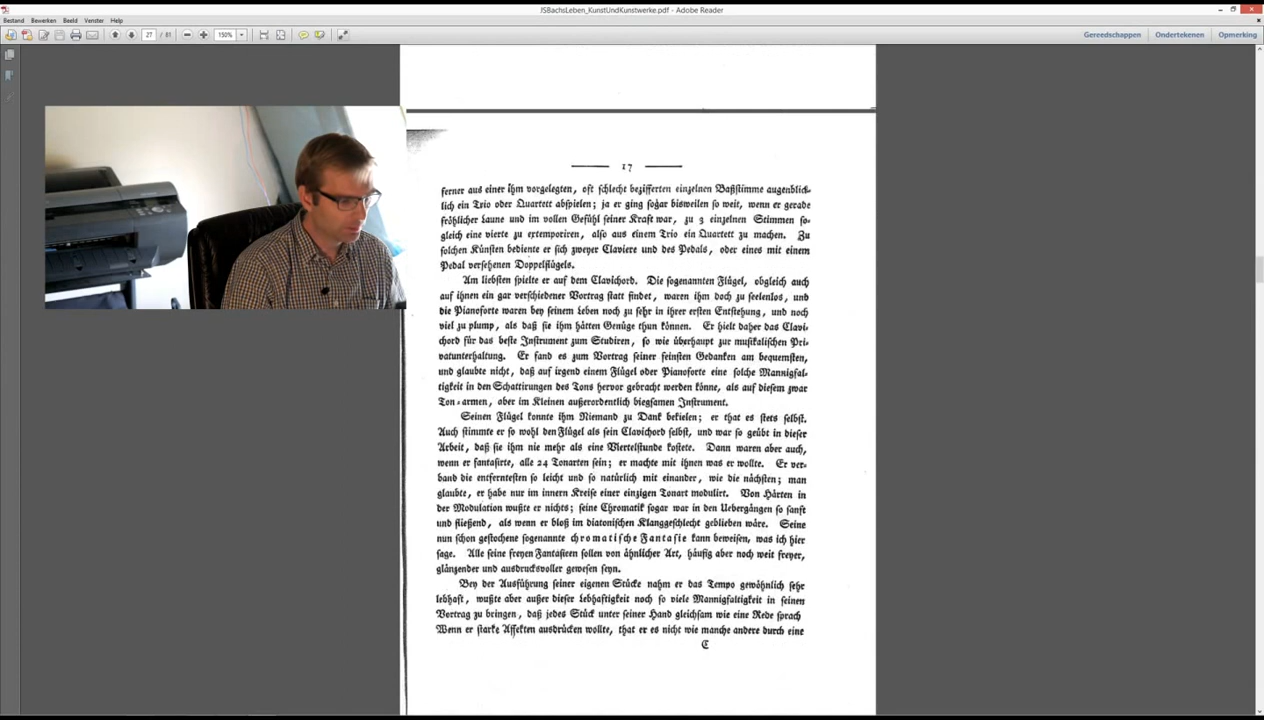 JSBachsLeben_KunstUndKunstwerke.pdf - Adobe Reader
Bestand Bewerken Beeld Venster Help
27 / 81 150% Gereedschappen Ondertekenen Opmerking
17
ferner aus einer ihm vorgelegten, oft schlecht bezifferten einzelnen Baßstimme augenblick-
lich ein Trio oder Quartett abspielen; ja er ging sogar bisweilen so weit, wenn er gerade
fröhlicher Laune und im vollen Gefühl seiner Kraft war, zu 3 einzelnen Stimmen so-
gleich eine vierte zu extemporiren, also aus einem Trio ein Quartett zu machen. Zu
solchen Künsten bediente er sich zweyer Claviere und des Pedals, oder eines mit einem
Pedal versehenen Doppelflügels.
Am liebsten spielte er auf dem Clavichord. Die sogenannten Flügel, obgleich auch
auf ihnen ein gar verschiedener Vortrag statt findet, waren ihm doch zu seelenlos, und
die Pianoforte waren bey seinem Leben noch zu sehr in ihrer ersten Entstehung, und noch
viel zu plump, als daß sie ihm hätten Genüge thun können. Er hielt daher das Clavi-
chord für das beste Instrument zum Studiren, so wie überhaupt zur musikalischen Pri-
vatunterhaltung. Er fand es zum Vortrag seiner feinsten Gedanken am bequemsten,
und glaubte nicht, daß auf irgend einem Flügel oder Pianoforte eine solche Mannigfal-
tigkeit in den Schattirungen des Tons hervor gebracht werden könne, als auf diesem zwar
Ton-armen, aber im Kleinen außerordentlich biegsamen Instrument.
Seinen Flügel konnte ihm Niemand zu Dank bekielen; er that es stets selbst.
Auch stimmte er so wohl den Flügel als sein Clavichord selbst, und war so geübt in dieser
Arbeit, daß sie ihm nie mehr als eine Viertelstunde kostete. Dann waren aber auch,
wenn er fantasirte, alle 24 Tonarten sein; er machte mit ihnen was er wollte. Er ver-
band die entferntesten so leicht und so natürlich mit einander, wie die nächsten; man
glaubte, er habe nur im innern Kreise einer einzigen Tonart modulirt. Von Härten in
der Modulation wußte er nichts; seine Chromatik sogar war in den Uebergängen so sanft
und fließend, als wenn er bloß im diatonischen Klanggeschlecht geblieben wäre. Seine
nun schon gestochene sogenannte chromatische Fantasie kann beweisen, was ich hier
sage. Alle seine freyen Fantasieen sollen von ähnlicher Art, häufig aber noch weit freyer,
glänzender und ausdrucksvoller gewesen seyn.
Bey der Ausführung seiner eigenen Stücke nahm er das Tempo gewöhnlich sehr
lebhaft, wußte aber außer dieser Lebhaftigkeit noch so viele Mannigfaltigkeit in seinen
Vortrag zu bringen, daß jedes Stück unter seiner Hand gleichsam wie eine Rede sprach
Wenn er starke Affekten ausdrücken wollte, that er es nicht wie manche andere durch eine
C